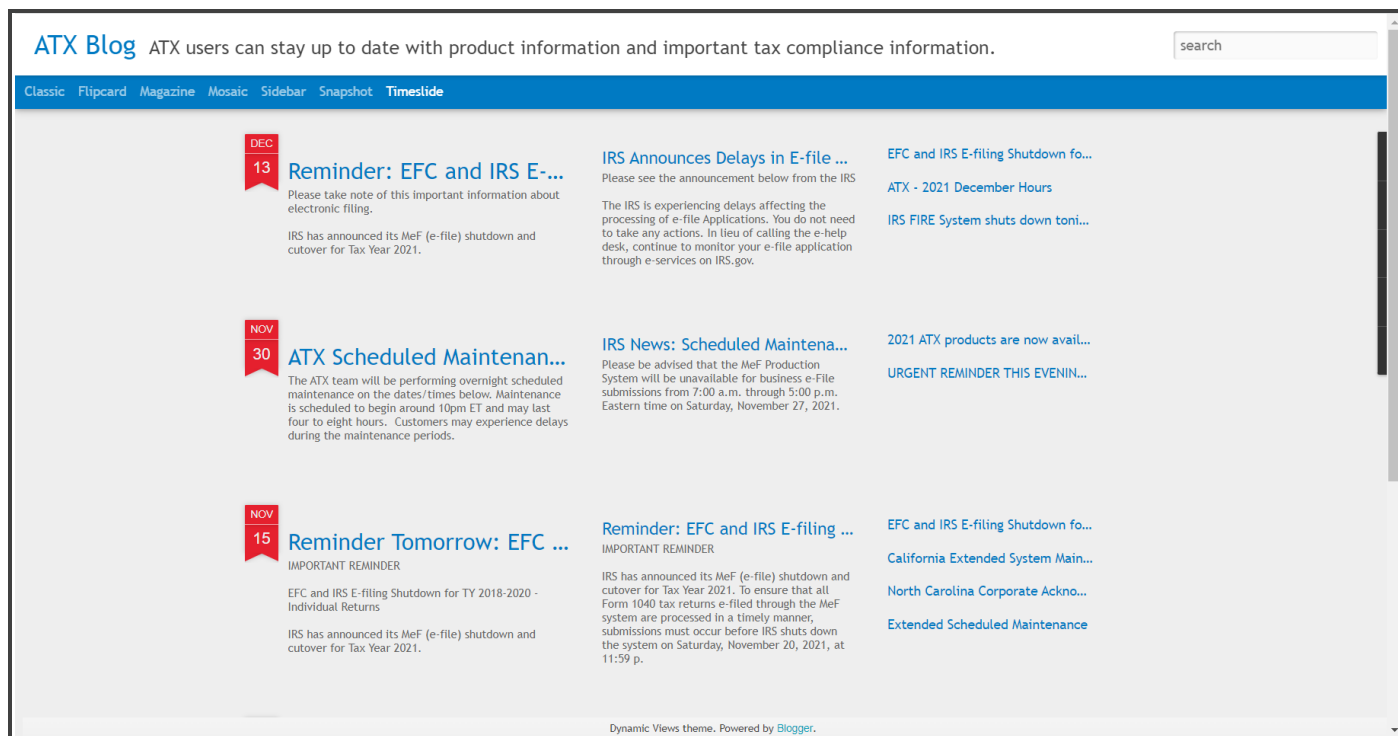 ATX Blog ATX users can stay up to date with product information and important tax compliance information.
search
Classic Flipcard Magazine Mosaic Sidebar Snapshot Timeslide
DEC
13
Reminder: EFC and IRS E-...
Please take note of this important information about
electronic filing.
IRS has announced its MeF (e-file) shutdown and
cutover for Tax Year 2021.
IRS Announces Delays in E-file ...
Please see the announcement below from the IRS
The IRS is experiencing delays affecting the
processing of e-file Applications. You do not need
to take any actions. In lieu of calling the e-help
desk, continue to monitor your e-file application
through e-services on IRS.gov.
EFC and IRS E-filing Shutdown fo...
ATX - 2021 December Hours
IRS FIRE System shuts down toni...
NOV
30
ATX Scheduled Maintenan...
The ATX team will be performing overnight scheduled
maintenance on the dates/times below. Maintenance
is scheduled to begin around 10pm ET and may last
four to eight hours.  Customers may experience delays
during the maintenance periods.
IRS News: Scheduled Maintena...
Please be advised that the MeF Production
System will be unavailable for business e-File
submissions from 7:00 a.m. through 5:00 p.m.
Eastern time on Saturday, November 27, 2021.
2021 ATX products are now avail...
URGENT REMINDER THIS EVENIN...
NOV
15
Reminder Tomorrow: EFC ...
IMPORTANT REMINDER
EFC and IRS E-filing Shutdown for TY 2018-2020 -
Individual Returns
IRS has announced its MeF (e-file) shutdown and
cutover for Tax Year 2021.
Reminder: EFC and IRS E-filing ...
IMPORTANT REMINDER
IRS has announced its MeF (e-file) shutdown and
cutover for Tax Year 2021. To ensure that all
Form 1040 tax returns e-filed through the MeF
system are processed in a timely manner,
submissions must occur before IRS shuts down
the system on Saturday, November 20, 2021, at
11:59 p.
EFC and IRS E-filing Shutdown fo...
California Extended System Main...
North Carolina Corporate Ackno...
Extended Scheduled Maintenance
Dynamic Views theme. Powered by Blogger.